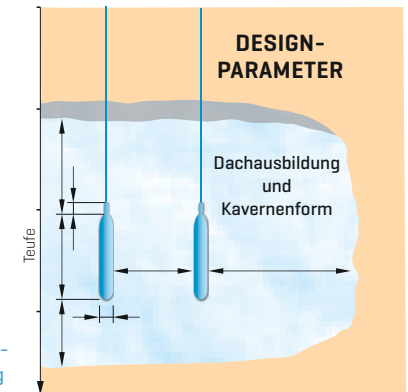 DESIGN-
PARAMETER
Dachausbildung
und
Kavernenform
Teufe
-
g